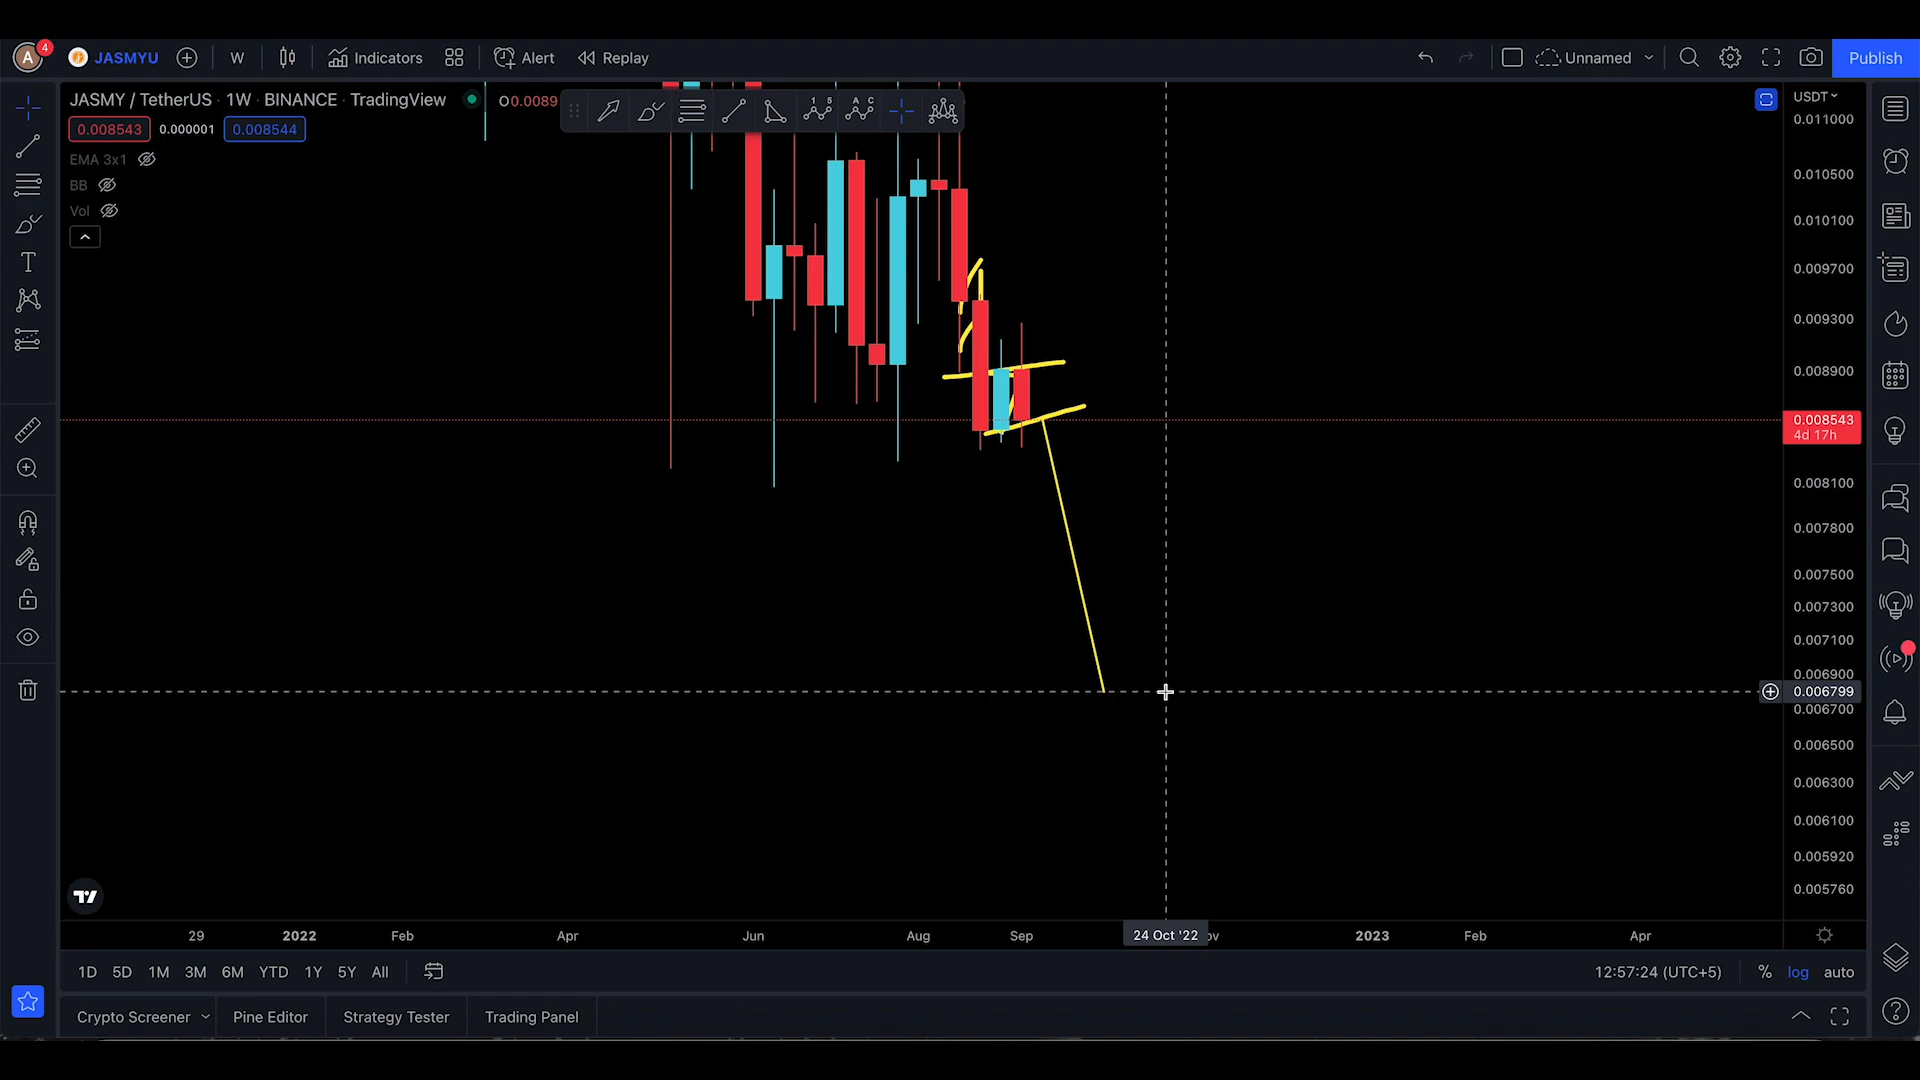 A 4 JASMYU W Indicators Alert Replay Unnamed Publish
JASMY / TetherUS · 1W · BINANCE · TradingView O0.0089
0.008543 0.000001 0.008544
EMA 3x1
BB
Vol
1 5
A C
USDT
0.011000
0.010500
0.010100
0.009700
0.009300
0.008900
0.008543
4d 17h
0.008100
0.007800
0.007500
0.007300
0.007100
0.006900
0.006799
0.006700
0.006500
0.006300
0.006100
0.005920
0.005760
29 2022 Feb Apr Jun Aug Sep 24 Oct '22 ov 2023 Feb Apr
1D 5D 1M 3M 6M YTD 1Y 5Y All 12:57:24 (UTC+5) % log auto
Crypto Screener Pine Editor Strategy Tester Trading Panel